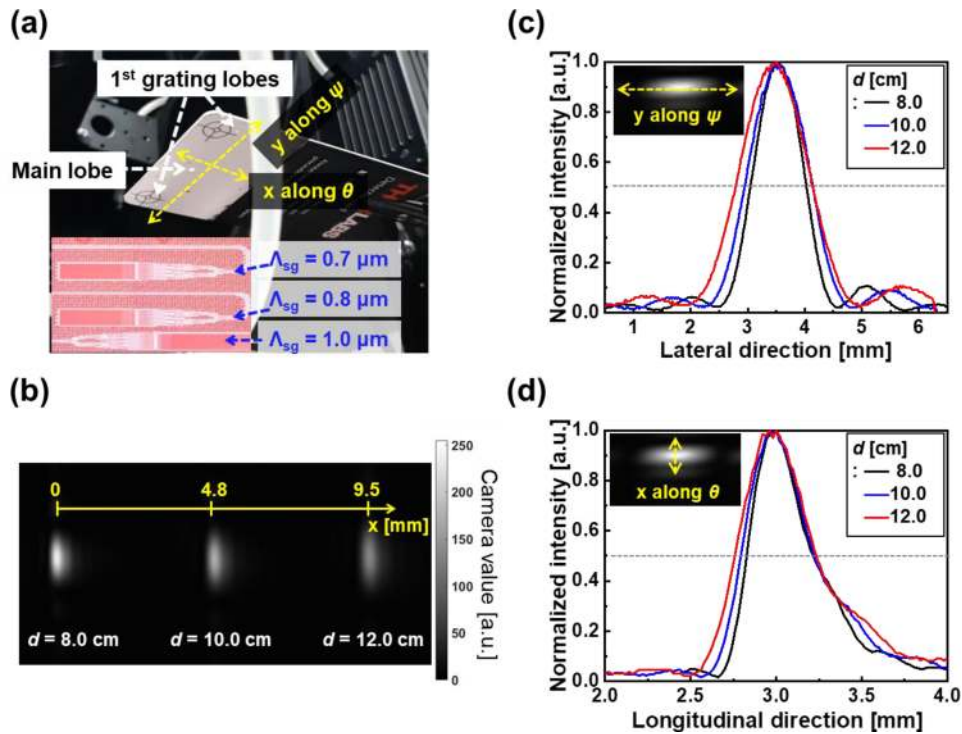 (a)
1st grating lobes
Main lobe
y along ψ
x along θ
LABS
Λsg = 0.7 μm
Λsg = 0.8 μm
Λsg = 1.0 μm
(b)
0
4.8
9.5
x [mm]
d = 8.0 cm
d = 10.0 cm
d = 12.0 cm
250
200
150
100
50
0
Camera value [a.u.]
(c)
Normalized intensity [a.u.]
1.0
0.8
0.6
0.4
0.2
0.0
y along ψ
d [cm]
: 8.0
10.0
12.0
1
2
3
4
5
6
Lateral direction [mm]
(d)
Normalized intensity [a.u.]
1.0
0.8
0.6
0.4
0.2
0.0
x along θ
d [cm]
: 8.0
10.0
12.0
2.0
2.5
3.0
3.5
4.0
Longitudinal direction [mm]